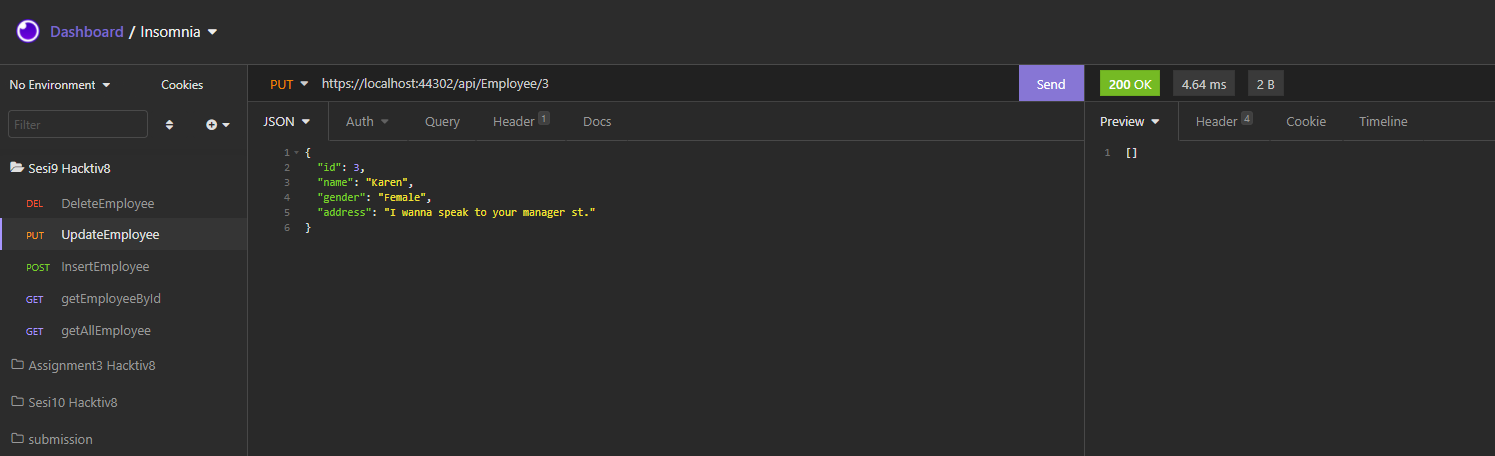 Dashboard / Insomnia
No Environment Cookies
PUT https://localhost:44302/api/Employee/3 Send 200 OK 4.64 ms 2 B
Filter
JSON Auth Query Header 1 Docs Preview Header 4 Cookie Timeline
1 {
2 "id": 3,
3 "name": "Karen",
4 "gender": "Female",
5 "address": "I wanna speak to your manager st."
6 }
1 []
Sesi9 Hacktiv8
DEL DeleteEmployee
PUT UpdateEmployee
POST InsertEmployee
GET getEmployeeById
GET getAllEmployee
Assignment3 Hacktiv8
Sesi10 Hacktiv8
submission